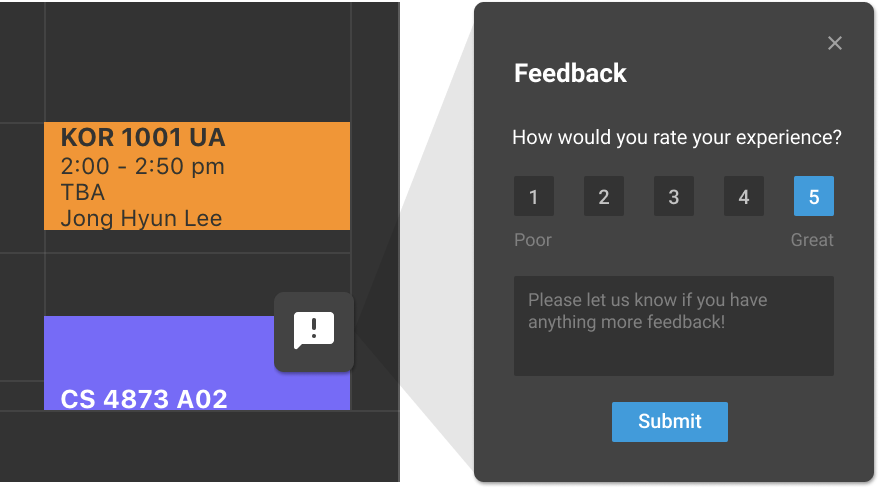 KOR 1001 UA
2:00 - 2:50 pm
TBA
Jong Hyun Lee
CS 4873 A02
Feedback
How would you rate your experience?
1 2 3 4 5
Poor Great
Please let us know if you have
anything more feedback!
Submit